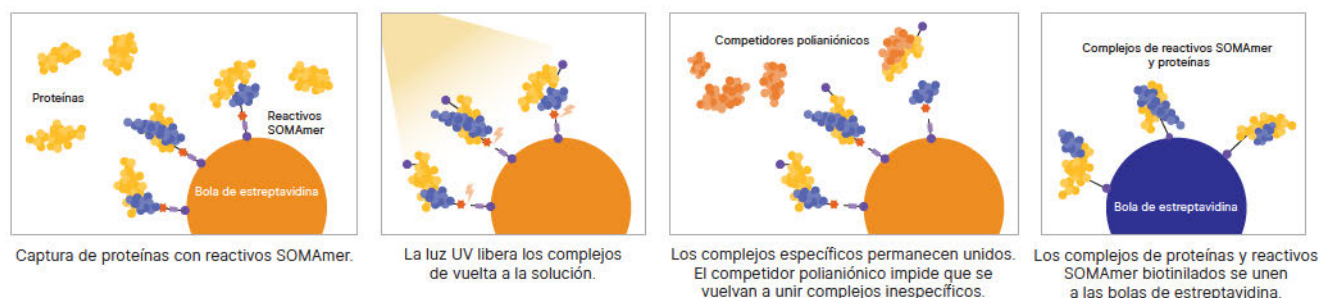 Proteínas
Reactivos
SOMAmer
Bola de estreptavidina
Captura de proteínas con reactivos SOMAmer.
La luz UV libera los complejos
de vuelta a la solución.
Competidores polianiónicos
Los complejos específicos permanecen unidos.
El competidor polianiónico impide que se
vuelvan a unir complejos inespecíficos.
Complejos de reactivos SOMAmer
y proteínas
Bola de estreptavidina
Los complejos de proteínas y reactivos
SOMAmer biotinilados se unen
a las bolas de estreptavidina.